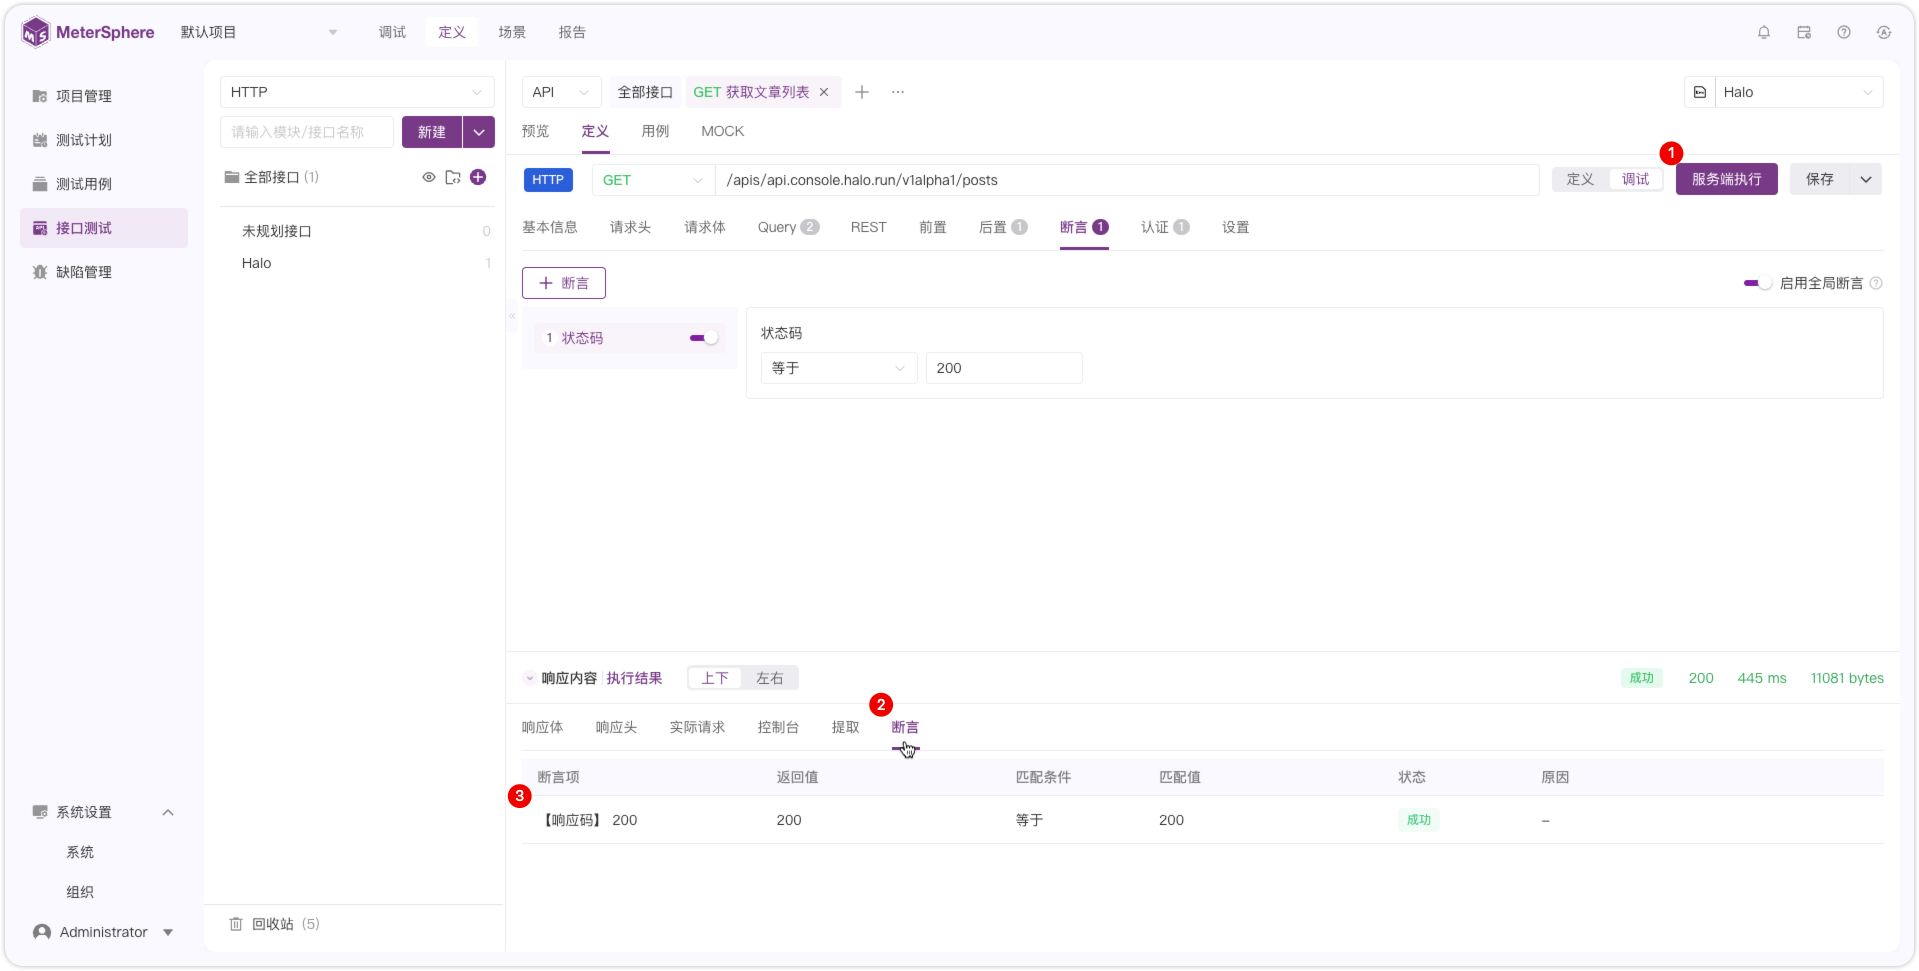 MeterSphere 默认项目 调试 定义 场景 报告
项目管理
测试计划
测试用例
接口测试
缺陷管理
系统设置
系统
组织
Administrator
HTTP
请输入模块/接口名称 新建
全部接口 (1)
未规划接口 0
Halo 1
回收站 (5)
API 全部接口 GET 获取文章列表 Halo
预览 定义 用例 MOCK
1
HTTP GET /apis/api.console.halo.run/v1alpha1/posts 定义 调试 服务端执行 保存
基本信息 请求头 请求体 Query 2 REST 前置 后置 1 断言 1 认证 1 设置
断言 启用全局断言
1 状态码
状态码
等于 200
响应内容 执行结果 上下 左右 成功 200 445 ms 11081 bytes
2
响应体 响应头 实际请求 控制台 提取 断言
断言项 返回值 匹配条件 匹配值 状态 原因
3
【响应码】 200 200 等于 200 成功 –